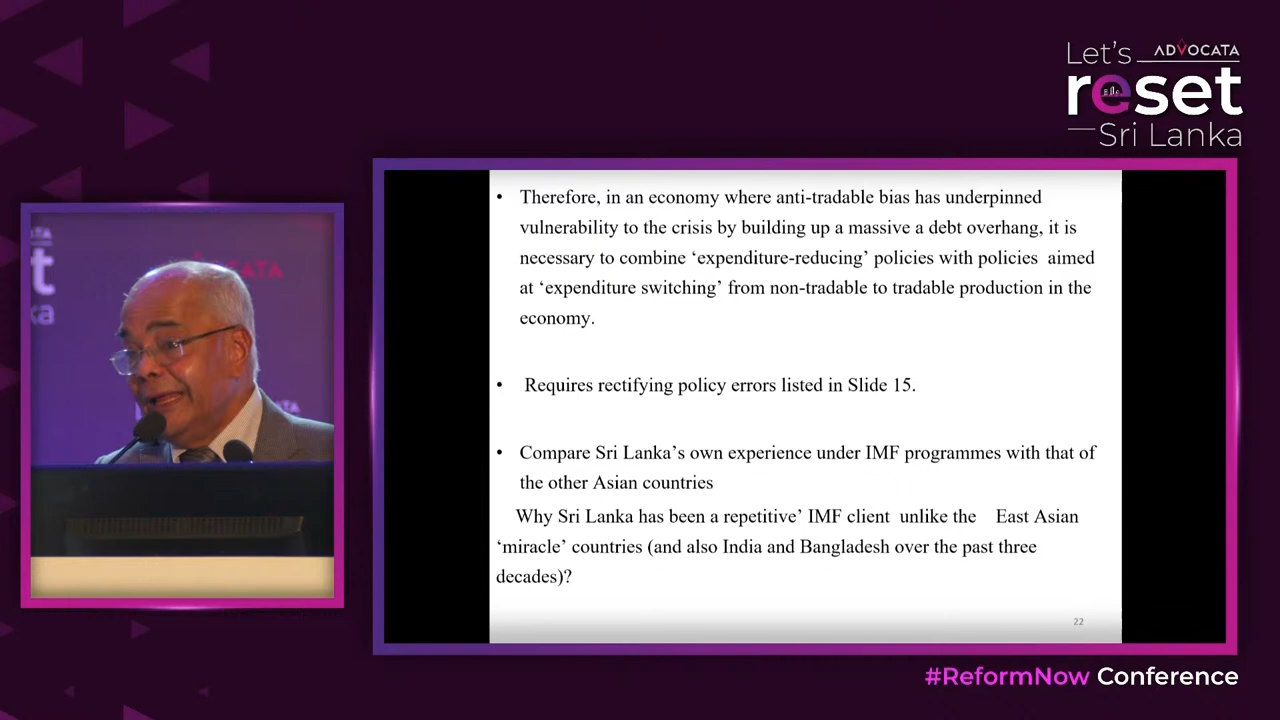 Let's
ADVOCATA
reset
Sri Lanka
ATA
t
ka
CATA
ATA
• Therefore, in an economy where anti-tradable bias has underpinned
vulnerability to the crisis by building up a massive a debt overhang, it is
necessary to combine ‘expenditure-reducing’ policies with policies aimed
at ‘expenditure switching’ from non-tradable to tradable production in the
economy.
• Requires rectifying policy errors listed in Slide 15.
• Compare Sri Lanka’s own experience under IMF programmes with that of
the other Asian countries
Why Sri Lanka has been a repetitive’ IMF client unlike the East Asian
‘miracle’ countries (and also India and Bangladesh over the past three
decades)?
22
#ReformNow Conference